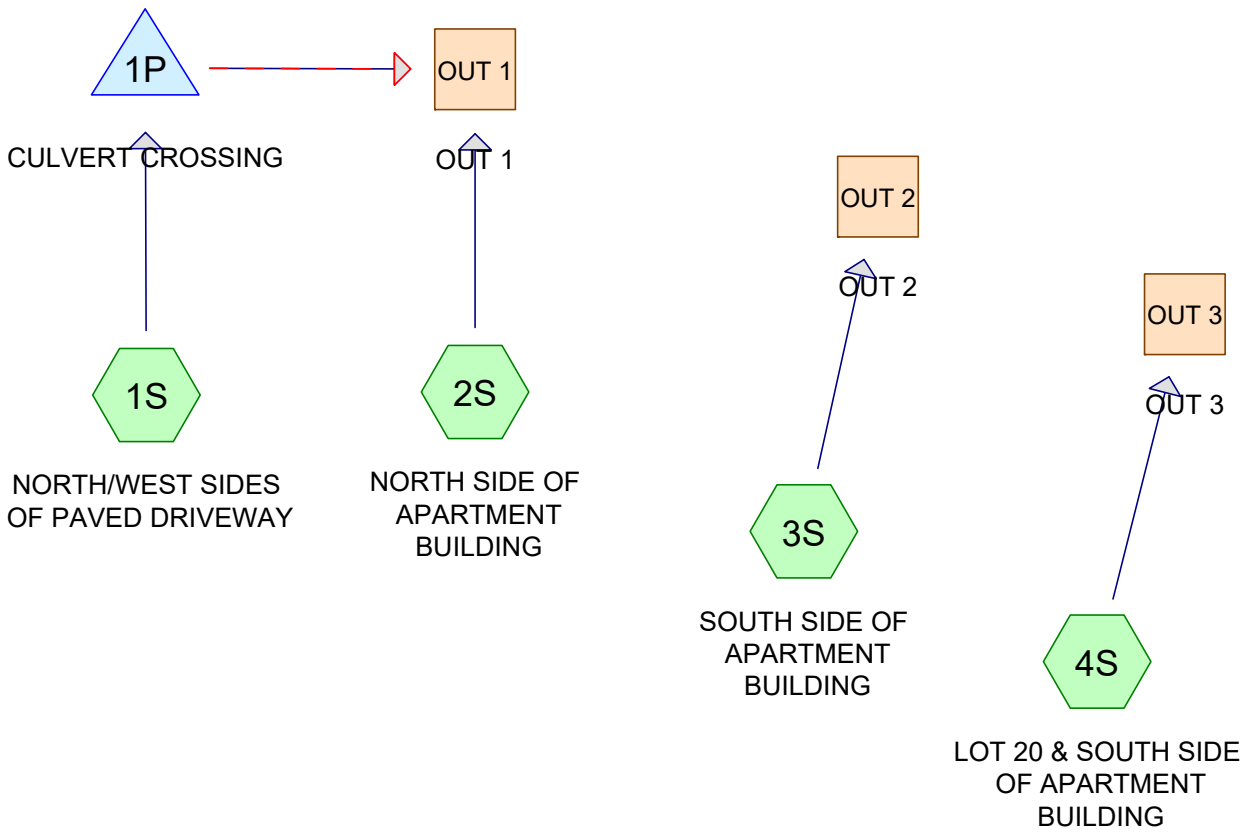 1P
OUT 1
CULVERT CROSSING
OUT 1
OUT 2
OUT 2
OUT 3
OUT 3
1S
NORTH/WEST SIDES
OF PAVED DRIVEWAY
2S
NORTH SIDE OF
APARTMENT
BUILDING
3S
SOUTH SIDE OF
APARTMENT
BUILDING
4S
LOT 20 & SOUTH SIDE
OF APARTMENT
BUILDING